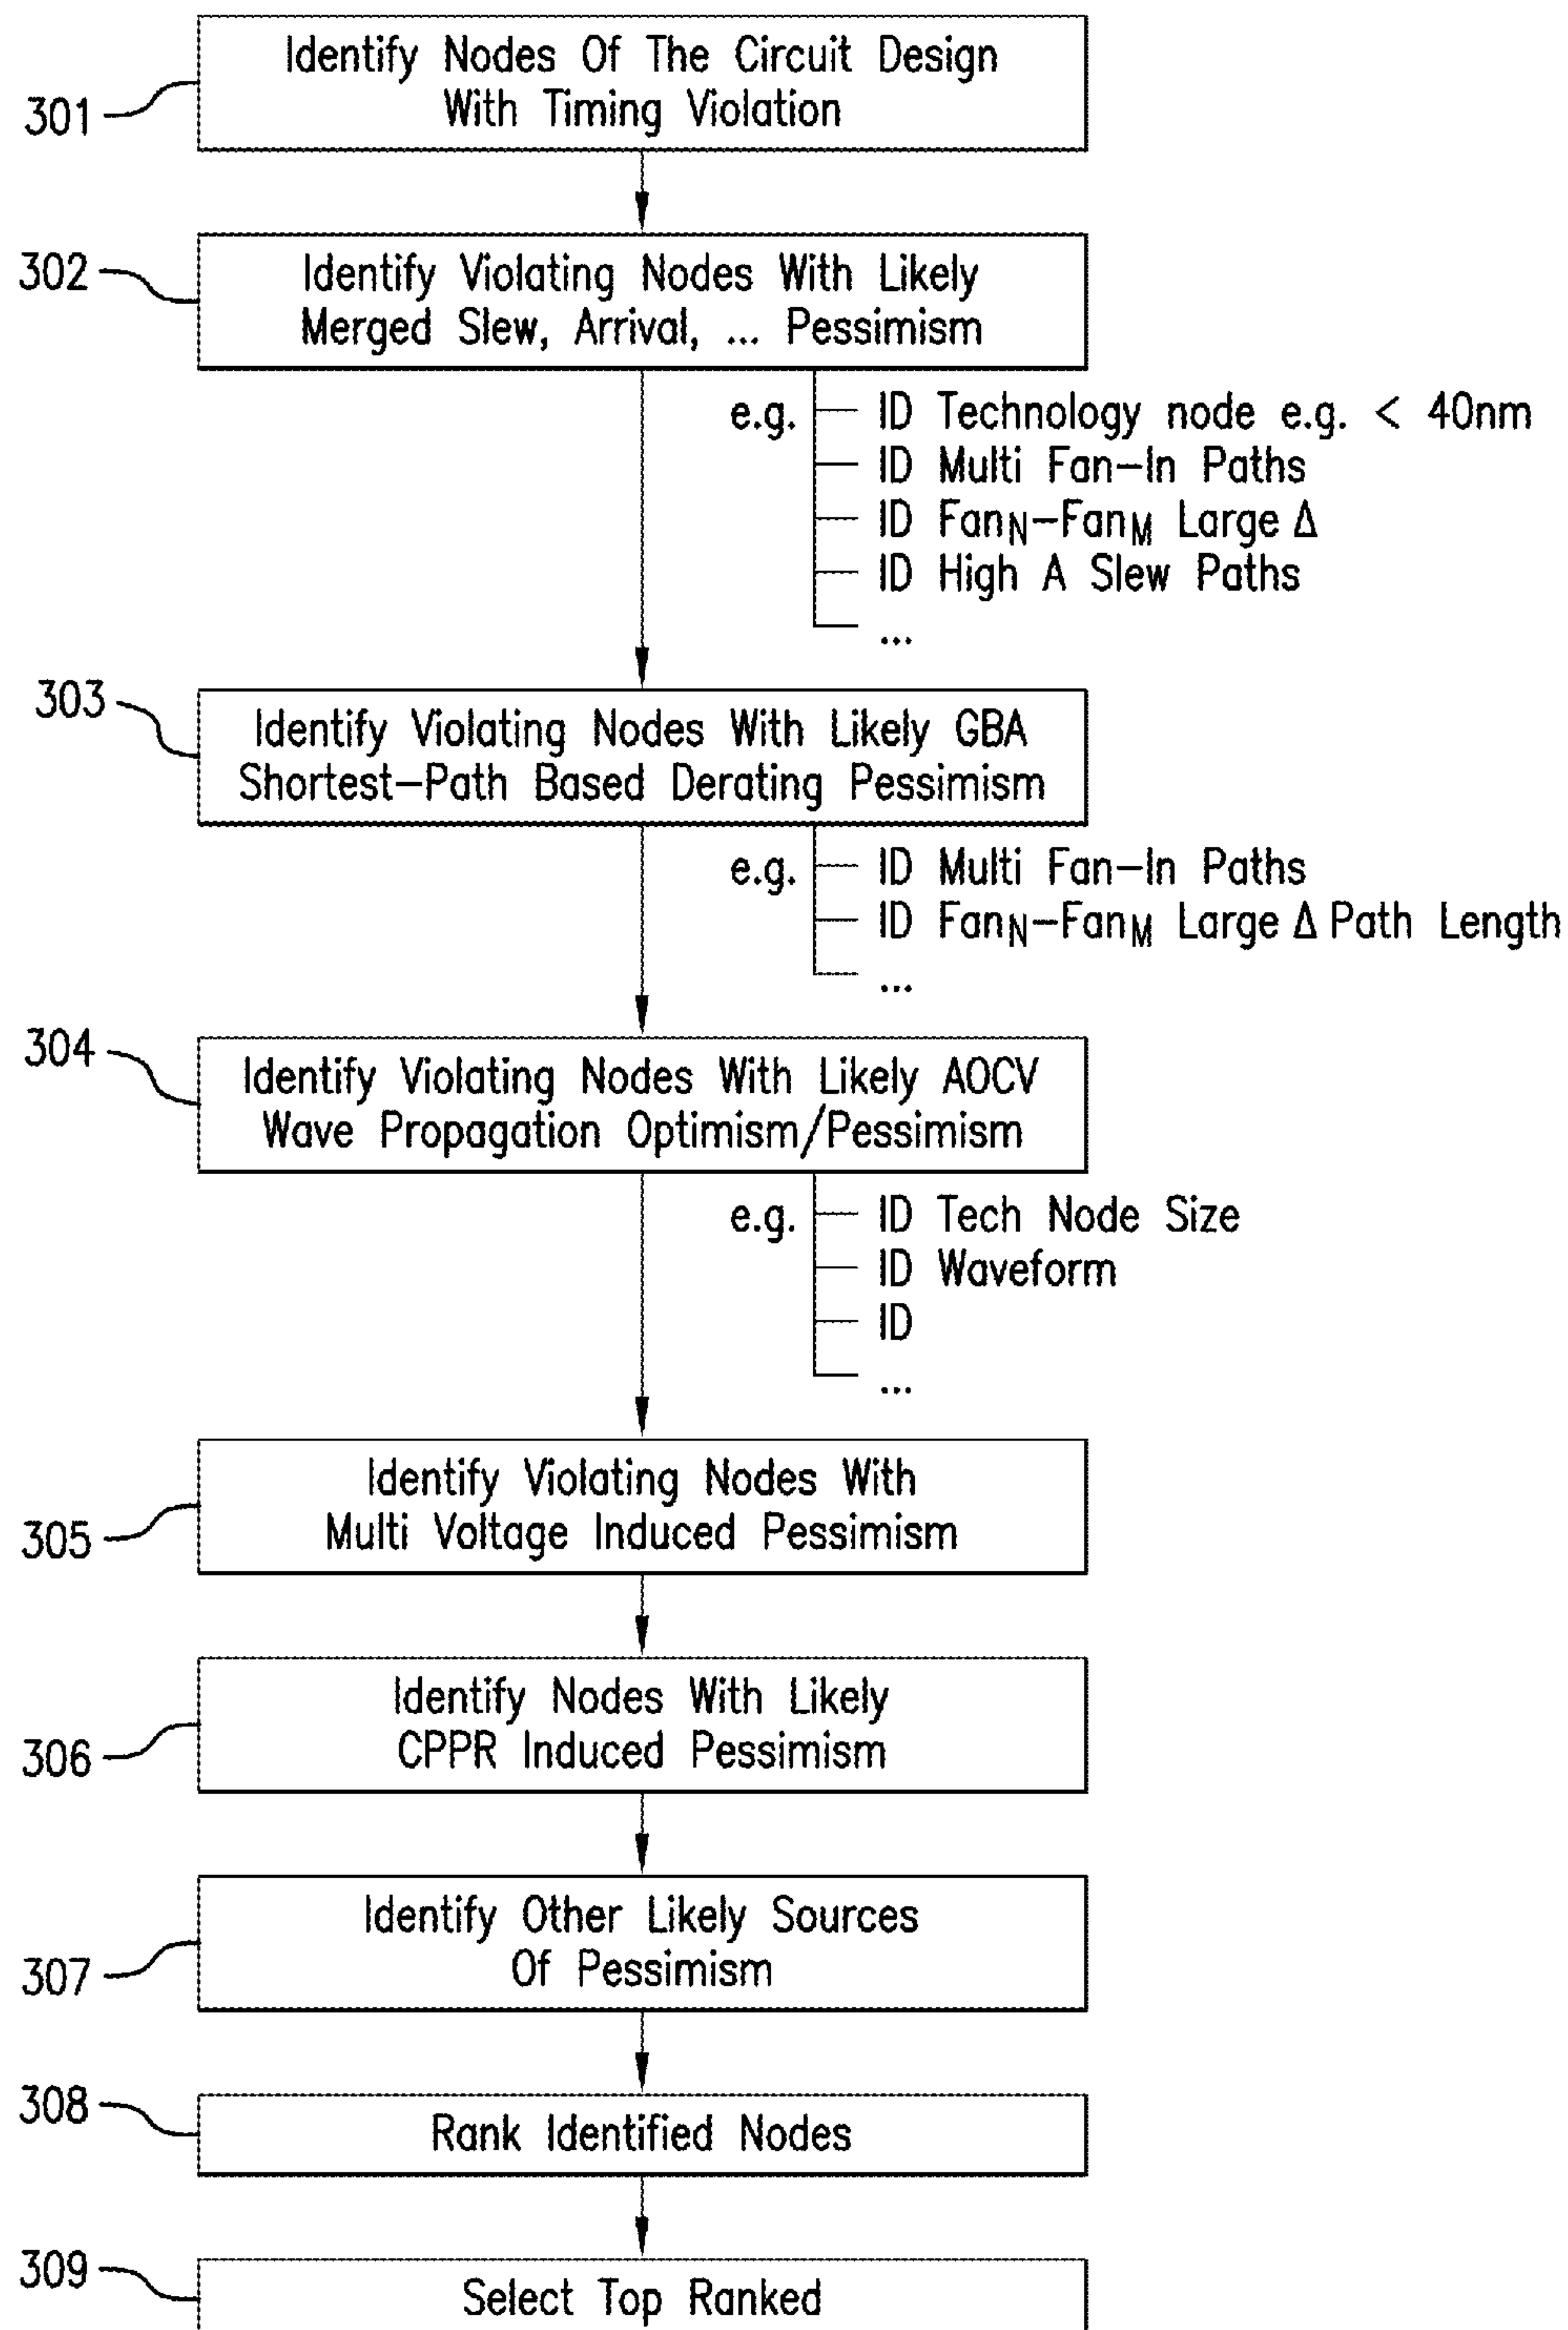 301
Identify Nodes Of The Circuit Design
With Timing Violation
302
Identify Violating Nodes With Likely
Merged Slew, Arrival, ... Pessimism
e.g.
ID Technology node e.g. < 40nm
ID Multi Fan-In Paths
ID FanN-FanM Large Δ
ID High A Slew Paths
...
303
Identify Violating Nodes With Likely GBA
Shortest-Path Based Derating Pessimism
e.g.
ID Multi Fan-In Paths
ID FanN-FanM Large Δ Path Length
...
304
Identify Violating Nodes With Likely AOCV
Wave Propagation Optimism/Pessimism
e.g.
ID Tech Node Size
ID Waveform
ID
...
305
Identify Violating Nodes With
Multi Voltage Induced Pessimism
306
Identify Nodes With Likely
CPPR Induced Pessimism
307
Identify Other Likely Sources
Of Pessimism
308
Rank Identified Nodes
309
Select Top Ranked